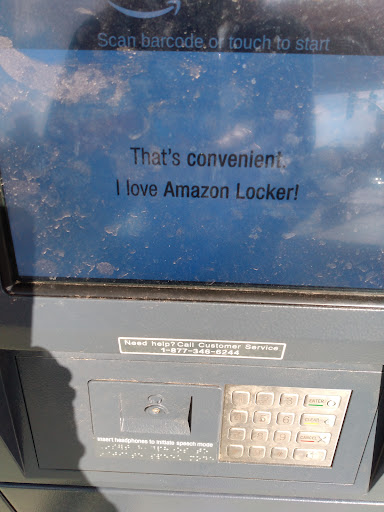 Scan barcode or touch to start
That's convenient.
I love Amazon Locker!
Need help? Call Customer Service
1-877-346-6244
Insert headphones to initiate speech mode